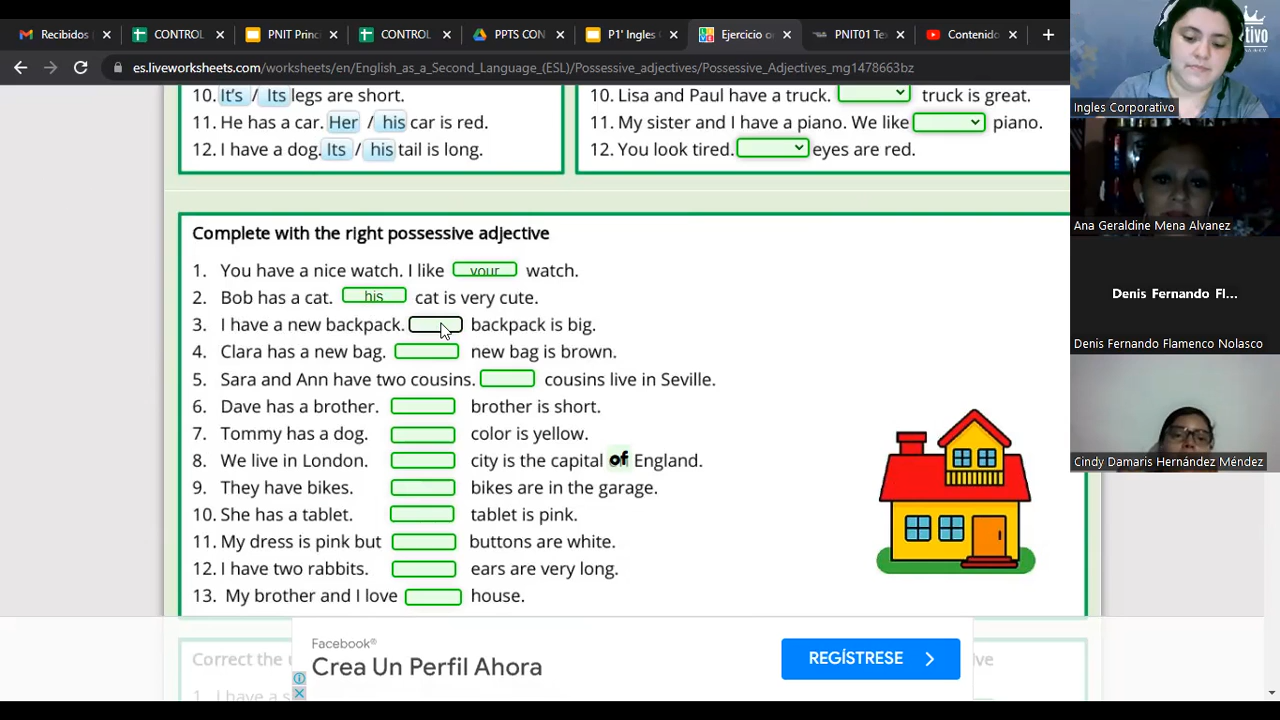 Recibidos
CONTROL
PNIT Princ
CONTROL
PPTS CON
P1' Ingles C
Ejercicio o
PNIT01 Te
Contenido
es.liveworksheets.com/worksheets/en/English_as_a_Second_Language_(ESL)/Possessive_adjectives/Possessive_Adjectives_mg1478663bz
10. It's / Its legs are short.
11. He has a car. Her / his car is red.
12. I have a dog. Its / his tail is long.
10. Lisa and Paul have a truck. truck is great.
11. My sister and I have a piano. We like piano.
12. You look tired. eyes are red.
Complete with the right possessive adjective
1. You have a nice watch. I like your watch.
2. Bob has a cat. his cat is very cute.
3. I have a new backpack. backpack is big.
4. Clara has a new bag. new bag is brown.
5. Sara and Ann have two cousins. cousins live in Seville.
6. Dave has a brother. brother is short.
7. Tommy has a dog. color is yellow.
8. We live in London. city is the capital of England.
9. They have bikes. bikes are in the garage.
10. She has a tablet. tablet is pink.
11. My dress is pink but buttons are white.
12. I have two rabbits. ears are very long.
13. My brother and I love house.
Facebook®
Crea Un Perfil Ahora
REGÍSTRESE
Correct the
1. I have a s
tivo
Ingles Corporativo
Ana Geraldine Mena Alvanez
Denis Fernando Fl...
Denis Fernando Flamenco Nolasco
Cindy Damaris Hernández Méndez